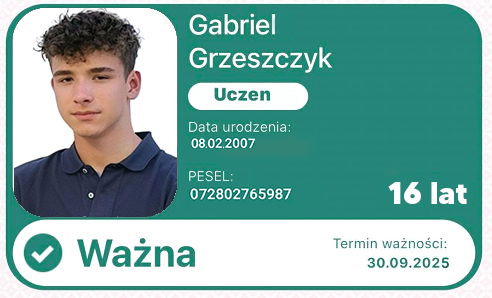 Gabriel
Grzeszczyk
Uczen
Data urodzenia:
08.02.2007
PESEL:
072802765987
16 lat
Ważna
Termin ważności:
30.09.2025